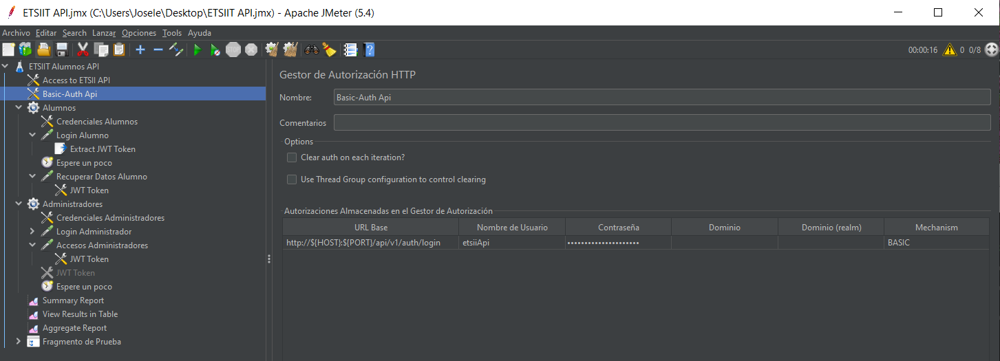 ETSIIT API.jmx (C:\Users\Josele\Desktop\ETSIIT API.jmx) - Apache JMeter (5.4)
Archivo Editar Search Lanzar Opciones Tools Ayuda
STOP 00:00:16 0 0/8
ETSIIT Alumnos API
Access to ETSII API
Basic-Auth Api
Alumnos
Credenciales Alumnos
Login Alumno
Extract JWT Token
Espere un poco
Recuperar Datos Alumno
JWT Token
Administradores
Credenciales Administradores
Login Administrador
Accesos Administradores
JWT Token
JWT Token
Espere un poco
Summary Report
View Results in Table
Aggregate Report
Fragmento de Prueba
Gestor de Autorización HTTP
Nombre: Basic-Auth Api
Comentarios
Options
Clear auth on each iteration?
Use Thread Group configuration to control clearing
Autorizaciones Almacenadas en el Gestor de Autorización
URL Base Nombre de Usuario Contraseña Dominio Dominio (realm) Mechanism
http://${HOST}:${PORT}/api/v1/auth/login etsiiApi ••••••••••••••••••••• BASIC